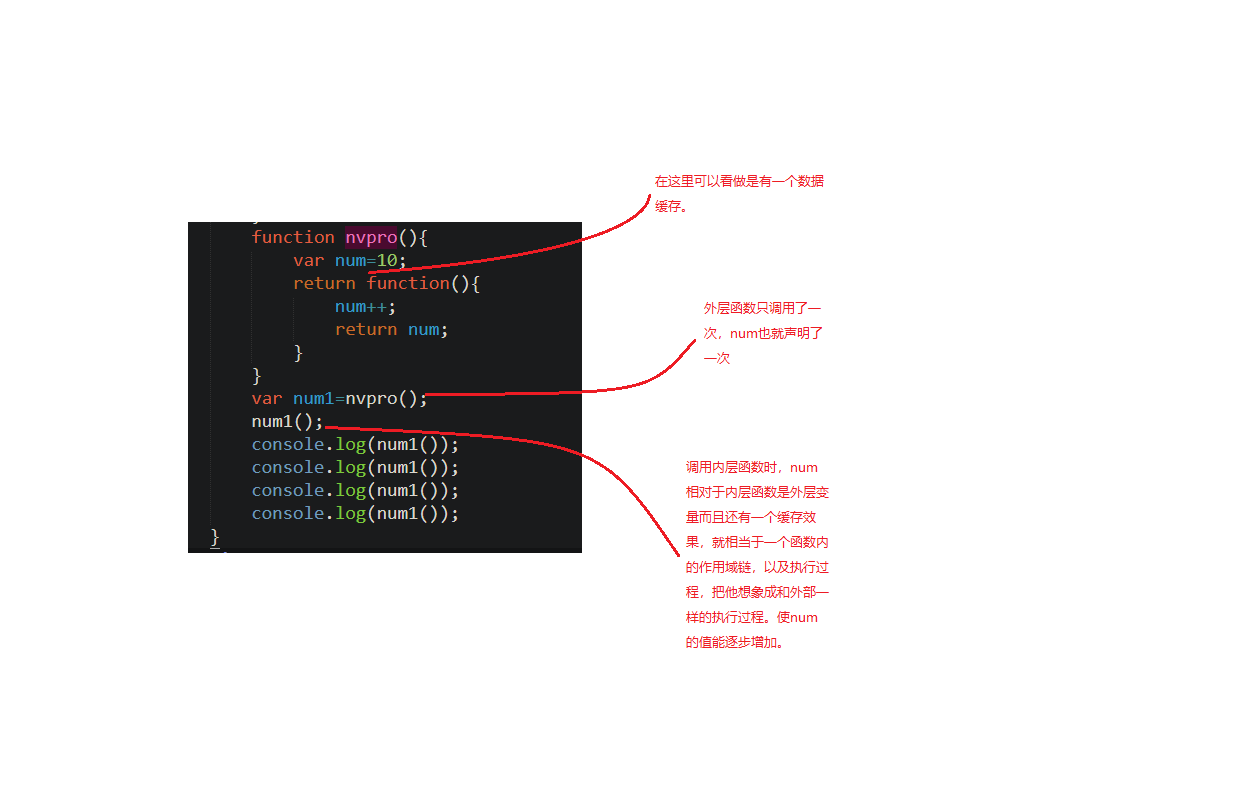 在这里可以看做是有一个数据
缓存。
function nvpro(){
var num=10;
return function(){
num++;
return num;
}
}
var num1=nvpro();
num1();
console.log(num1());
console.log(num1());
console.log(num1());
console.log(num1());
}
外层函数只调用了一
次，num也就声明了
一次
调用内层函数时，num
相对于内层函数是外层变
量而且还有一个缓存效
果，就相当于一个函数内
的作用域链，以及执行过
程，把他想象成和外部一
样的执行过程。使num
的值能逐步增加。